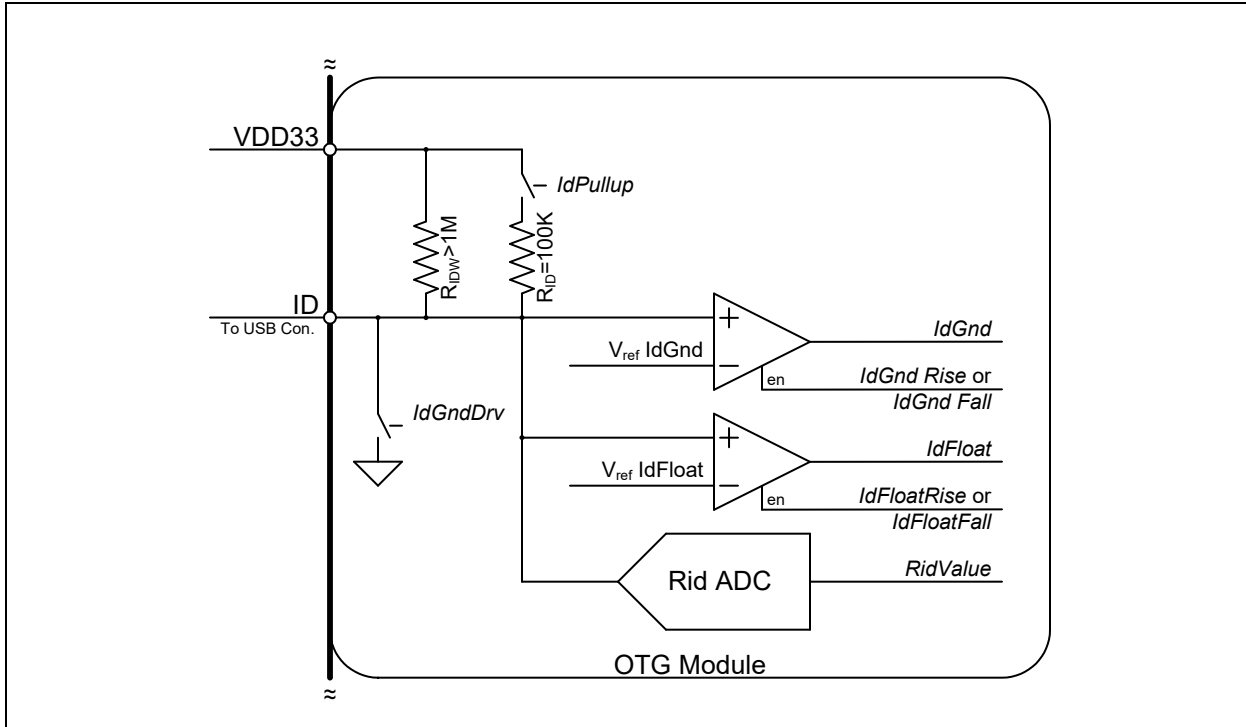 ≈
VDD33
IdPullup
R_IDW>1M
R_ID=100K
ID
To USB Con.
+
IdGnd
V_ref IdGnd
−
en
IdGnd Rise or
IdGnd Fall
IdGndDrv
+
IdFloat
V_ref IdFloat
−
en
IdFloatRise or
IdFloatFall
Rid ADC
RidValue
OTG Module
≈